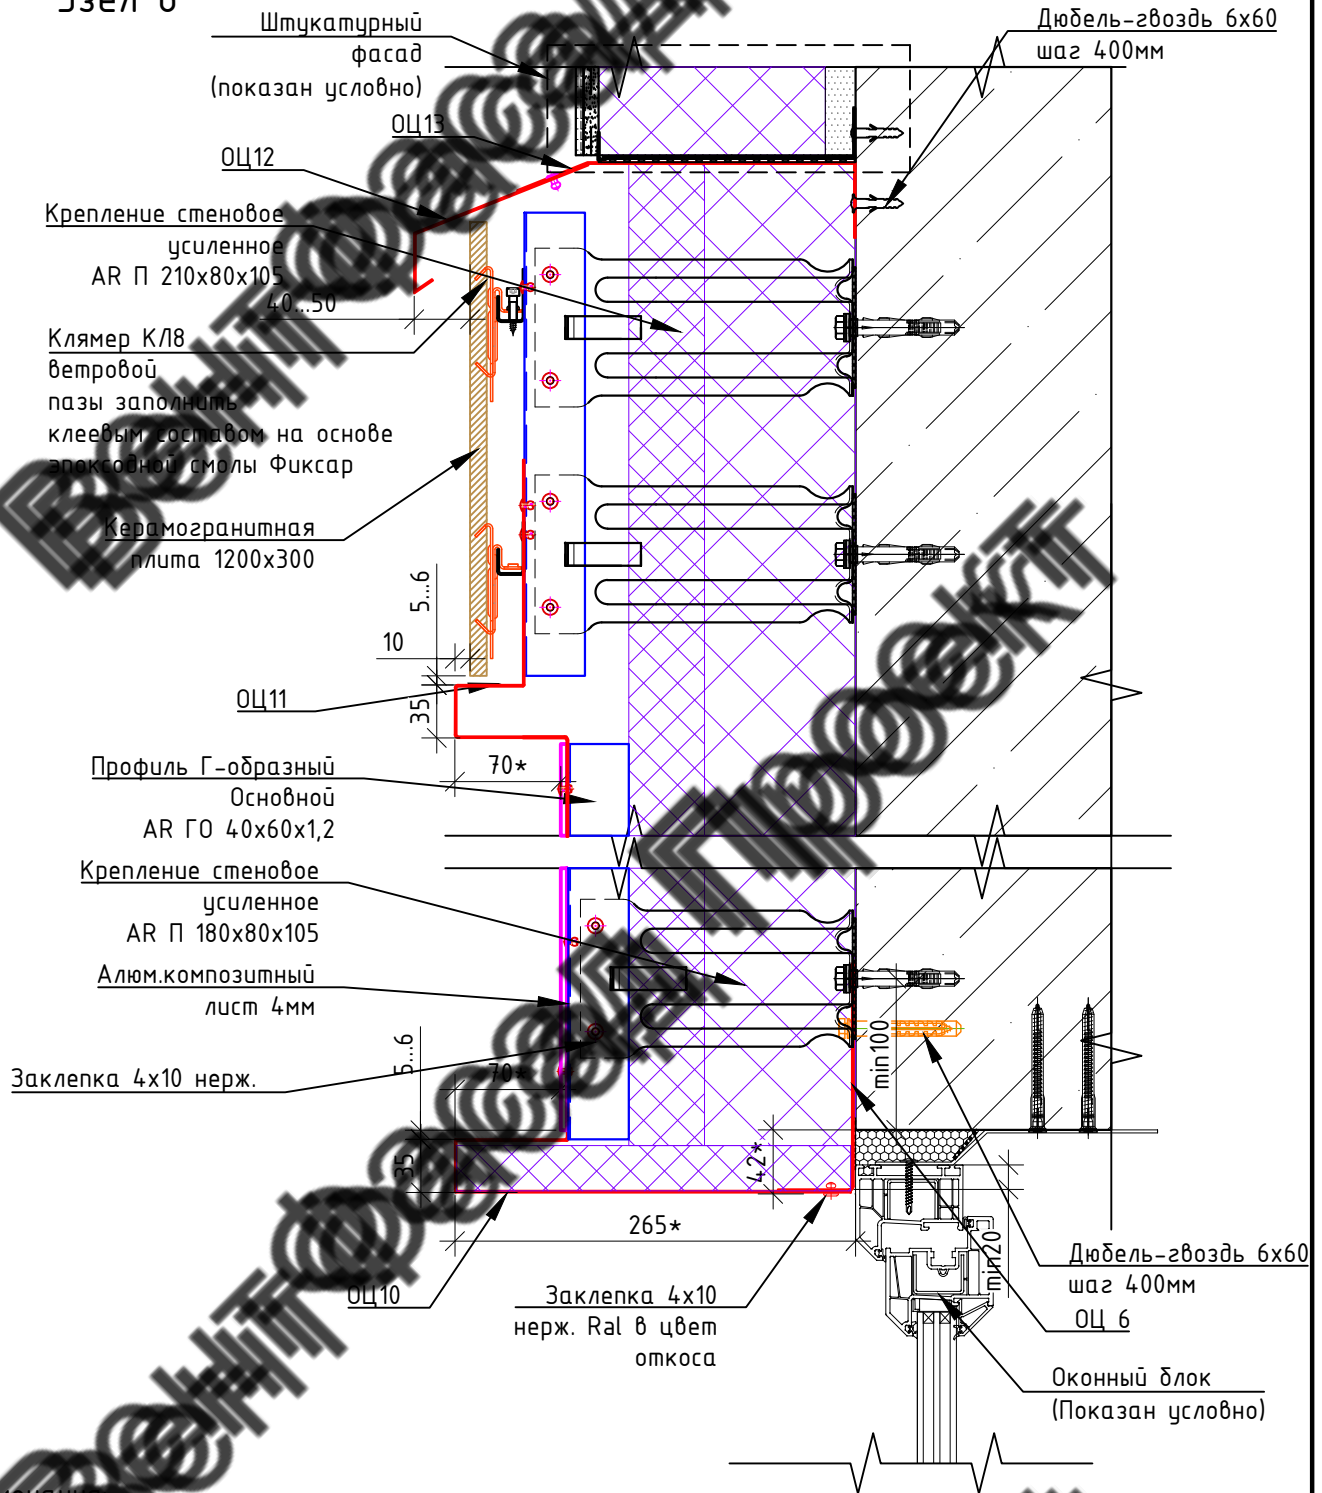 Узел 6
Штукатурный
фасад
(показан условно)
Дюбель-гвоздь 6х60
шаг 400мм
ОЦ13
ОЦ12
Крепление стеновое
усиленное
AR П 210х80х105
40...50
Клямер КЛ8
ветровой
пазы заполнить
клеевым составом на основе
эпоксодной смолы Фиксар
Керамогранитная
плита 1200х300
5...6
10
ОЦ11
35
70*
Профиль Г-образный
Основной
AR ГО 40х60х1,2
Крепление стеновое
усиленное
AR П 180х80х105
Алюм.композитный
лист 4мм
5...6
Заклепка 4х10 нерж.
70*
min100
35
42*
265*
min20
ОЦ10
Заклепка 4х10
нерж. Ral в цвет
откоса
Дюбель-гвоздь 6х60
шаг 400мм
ОЦ 6
Оконный блок
(Показан условно)
ВентФасад Проект